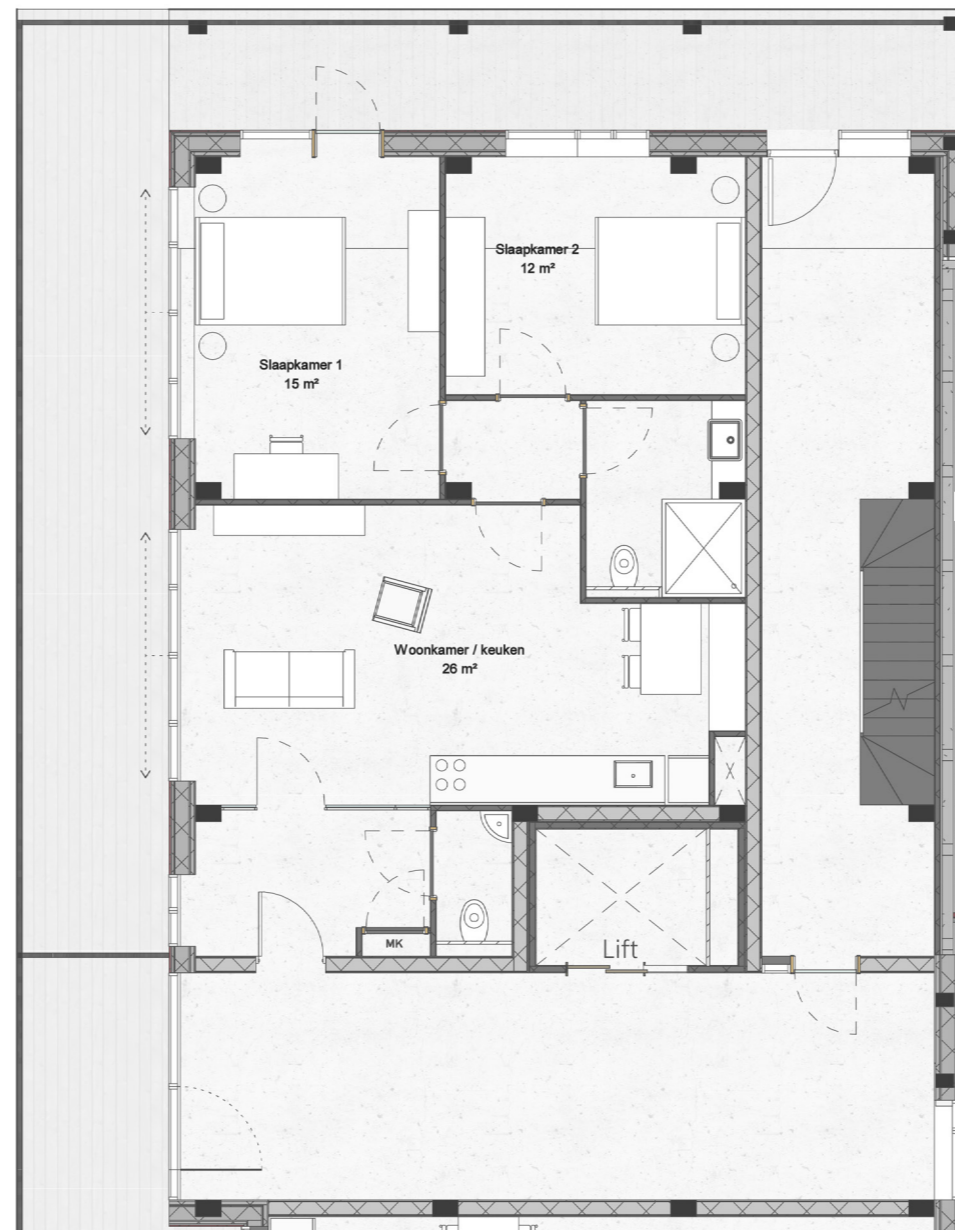 Slaapkamer 2
12 m²
Slaapkamer 1
15 m²
Woonkamer / keuken
26 m²
MK
Lift